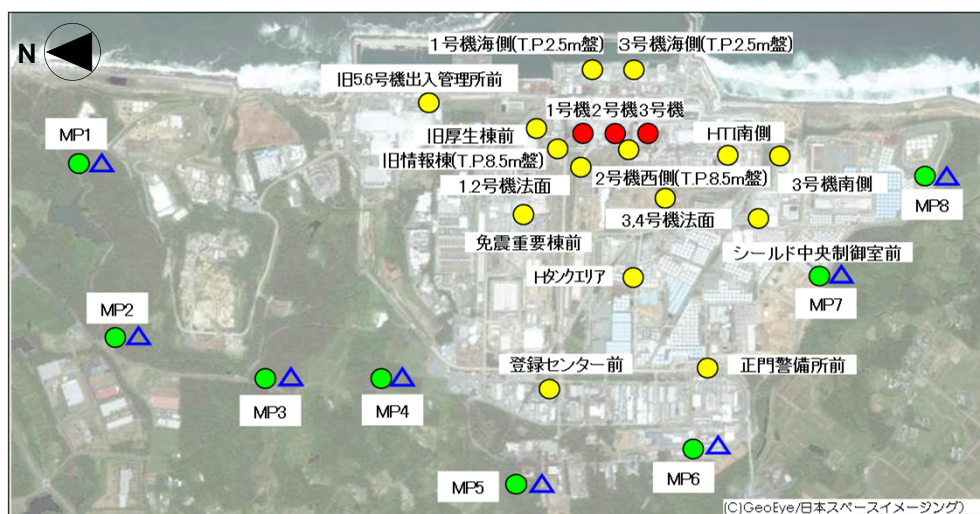 N
1号機海側(T.P.2.5m盤)
3号機海側(T.P.2.5m盤)
旧5.6号機出入管理所前
1号機2号機3号機
MP1
旧厚生棟前
HTI南側
旧情報棟(T.P.8.5m盤)
2号機西側(T.P.8.5m盤)
3号機南側
1.2号機法面
MP8
3,4号機法面
免震重要棟前
シールド中央制御室前
Hタンクエリア
MP7
MP2
登録センター前
正門警備所前
MP3
MP4
MP5
MP6
(C)GeoEye/日本スペースイメージング)